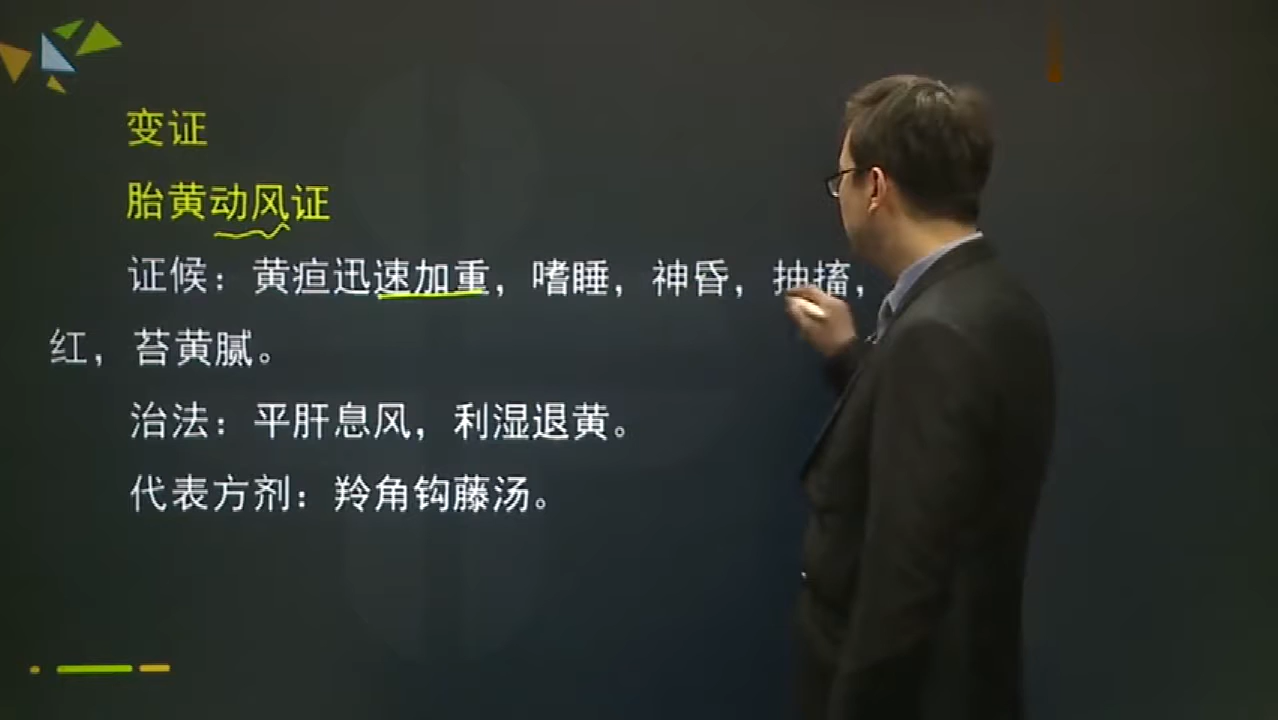 变证
胎黄动风证
证候：黄疸迅速加重，嗜睡，神昏，抽搐，
红，苔黄腻。
治法：平肝息风，利湿退黄。
代表方剂：羚角钩藤汤。